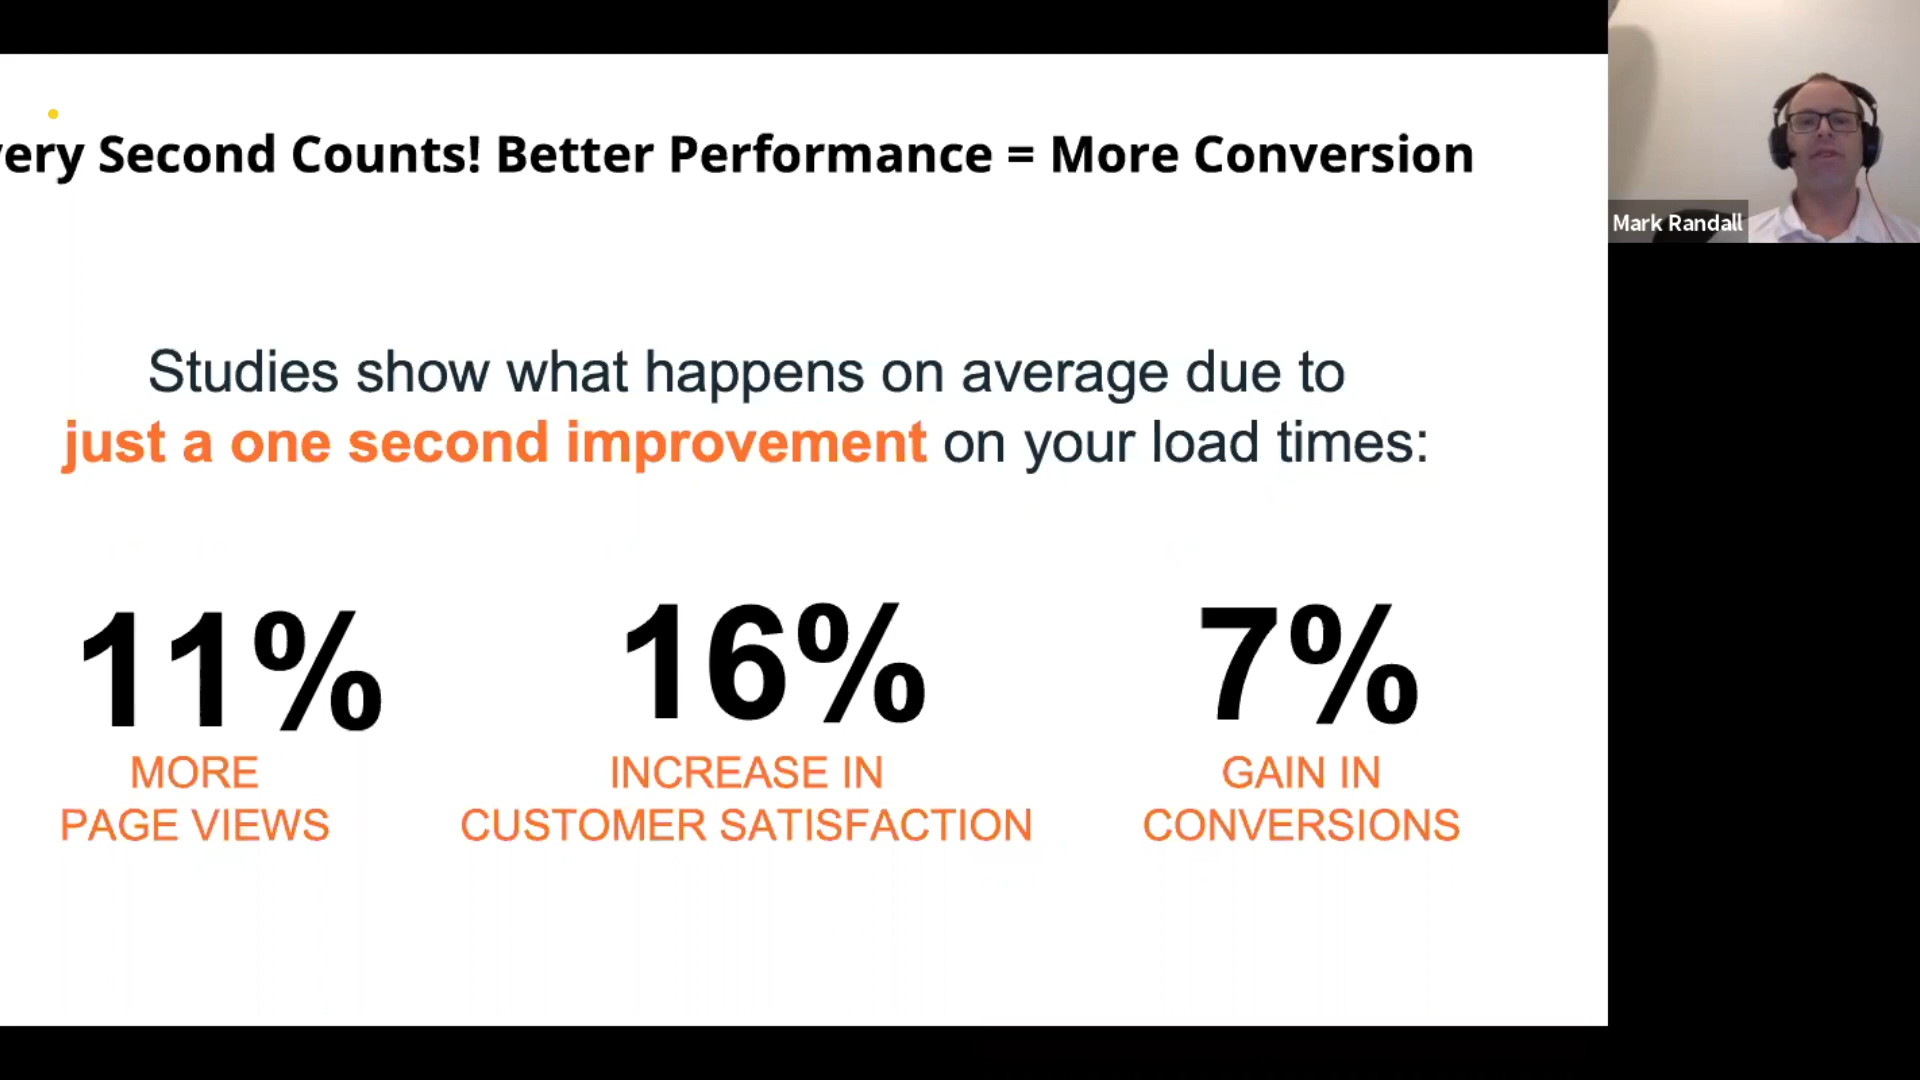 very Second Counts! Better Performance = More Conversion
Mark Randall
Studies show what happens on average due to
just a one second improvement on your load times:
11%
MORE
PAGE VIEWS
16%
INCREASE IN
CUSTOMER SATISFACTION
7%
GAIN IN
CONVERSIONS